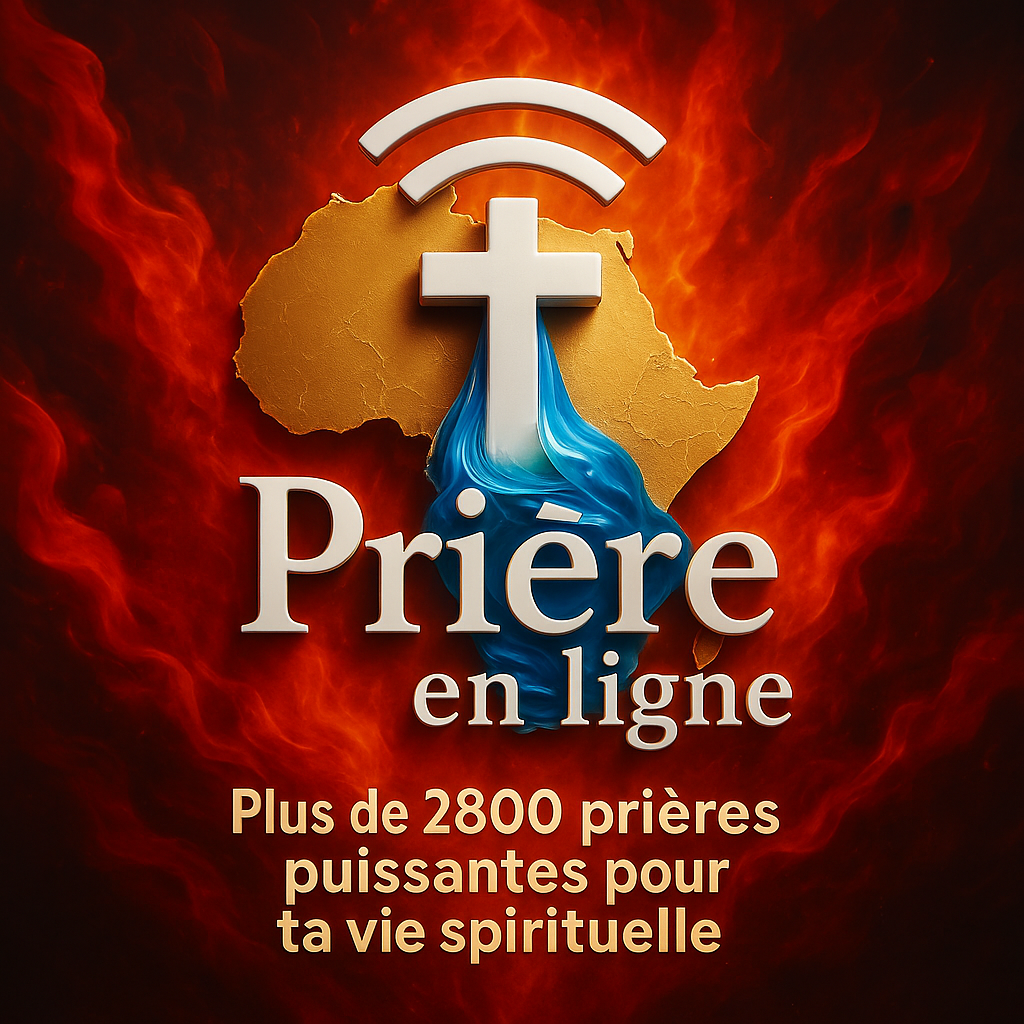 Prière
en ligne
Plus de 2800 prières
puissantes pour
ta vie spirituelle